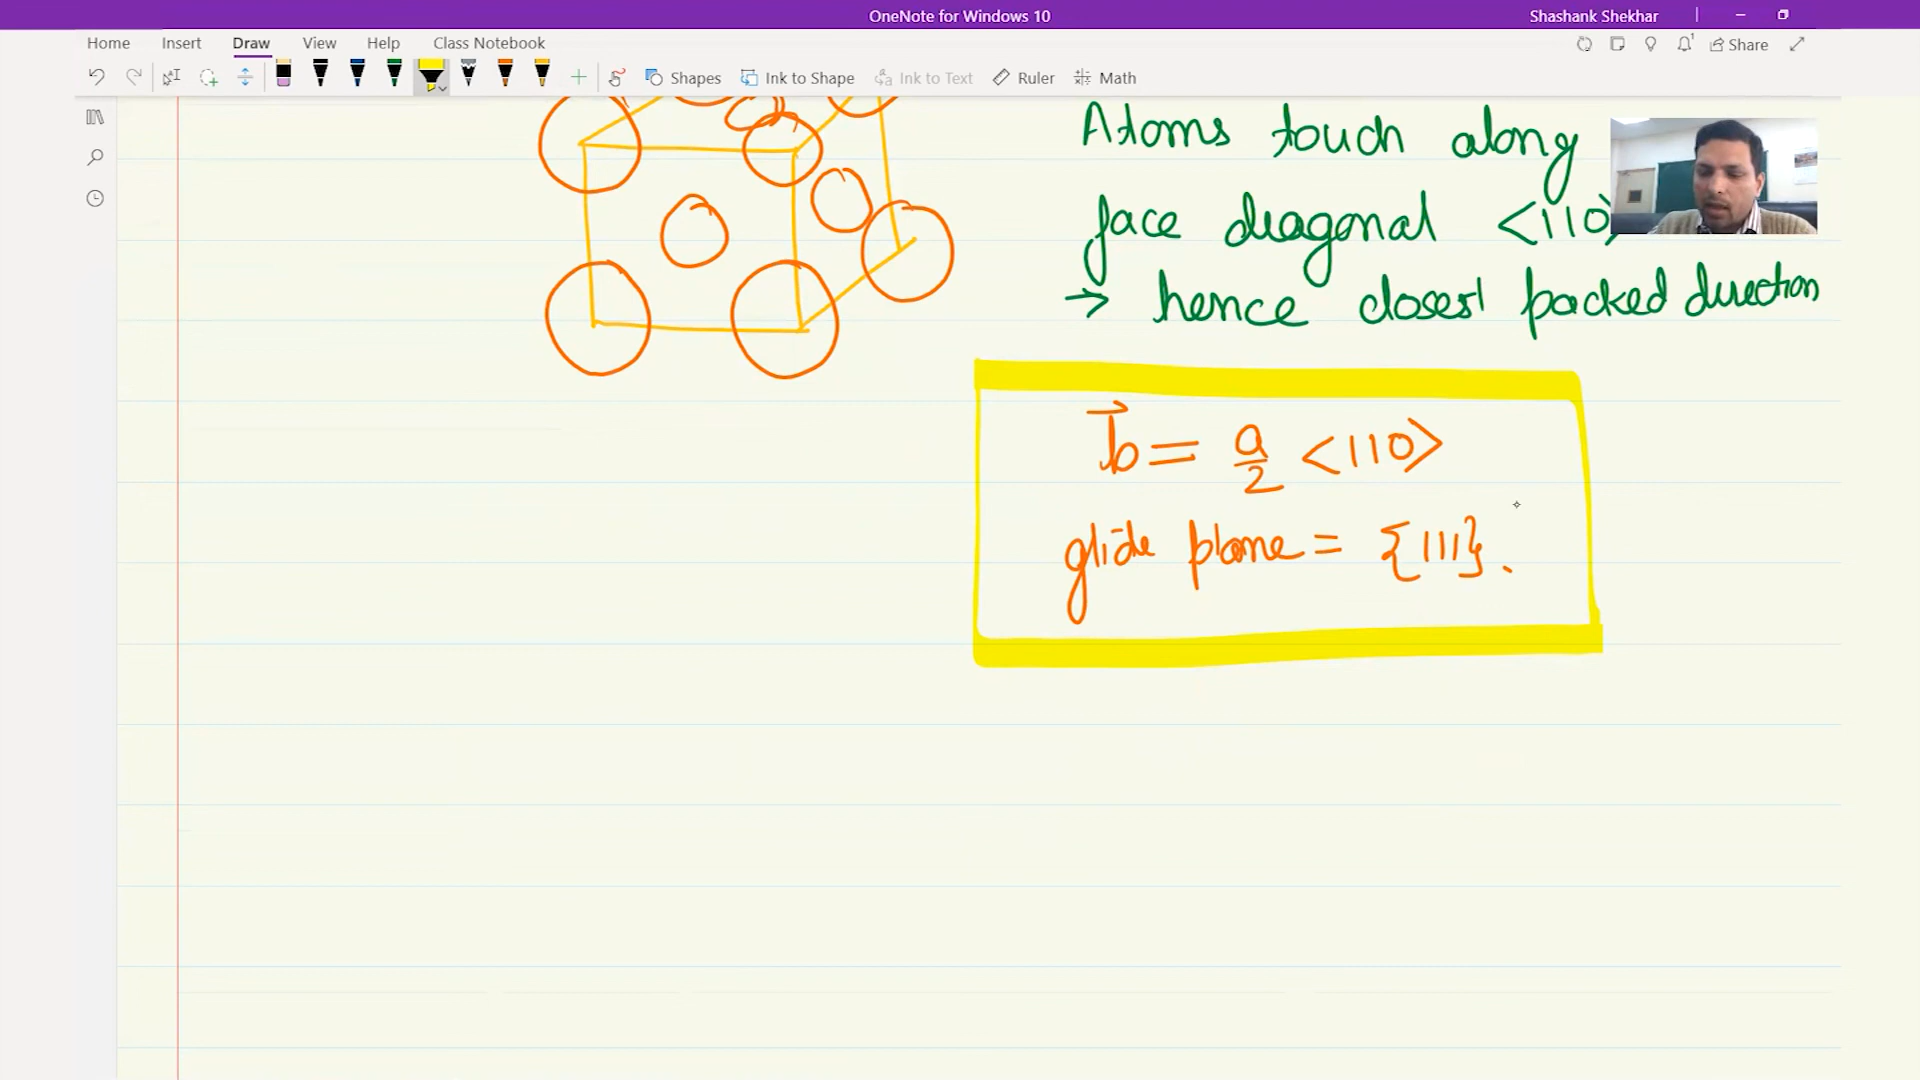 OneNote for Windows 10
Shashank Shekhar
Home Insert Draw View Help Class Notebook
Share
Shapes Ink to Shape Ink to Text Ruler Math
Atoms touch along
face diagonal <110>
→ hence closest packed direction
b⃗ = a/2 <110>
glide plane = {111}.